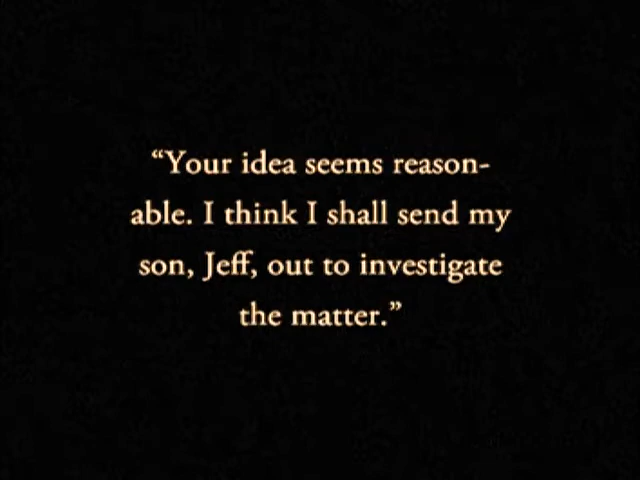 “Your idea seems reason-
able. I think I shall send my
son, Jeff, out to investigate
the matter.”